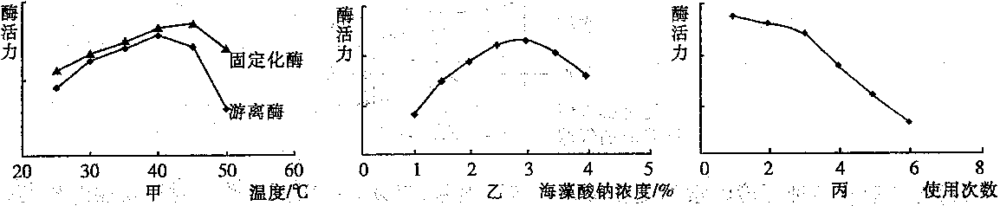 酶活力
固定化酶
游离酶
20 30 40 50 60
甲 温度/℃
酶活力
0 1 2 3 4 5
乙 海藻酸钠浓度/%
酶活力
0 2 4 6 8
丙 使用次数